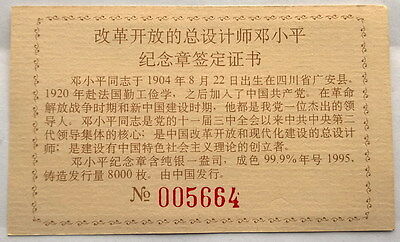 改革开放的总设计师邓小平
纪念章签定证书
邓小平同志于1904年8月22日出生在四川省广安县，
1920年赴法国勤工俭学，之后加入了中国共产党。在革命
解放战争时期和新中国建设时期，他都是我党一位杰出的领
导人。邓小平同志是党的十一届三中全会以来中共中央第二
代领导集体的核心；是中国改革开放和现代化建设的总设计
师；是建设有中国特色社会主义理论的创立者。
邓小平纪念章含纯银一盎司，成色99.9%年号1995，
铸造发行量8000枚。由中国发行。
№ 005664